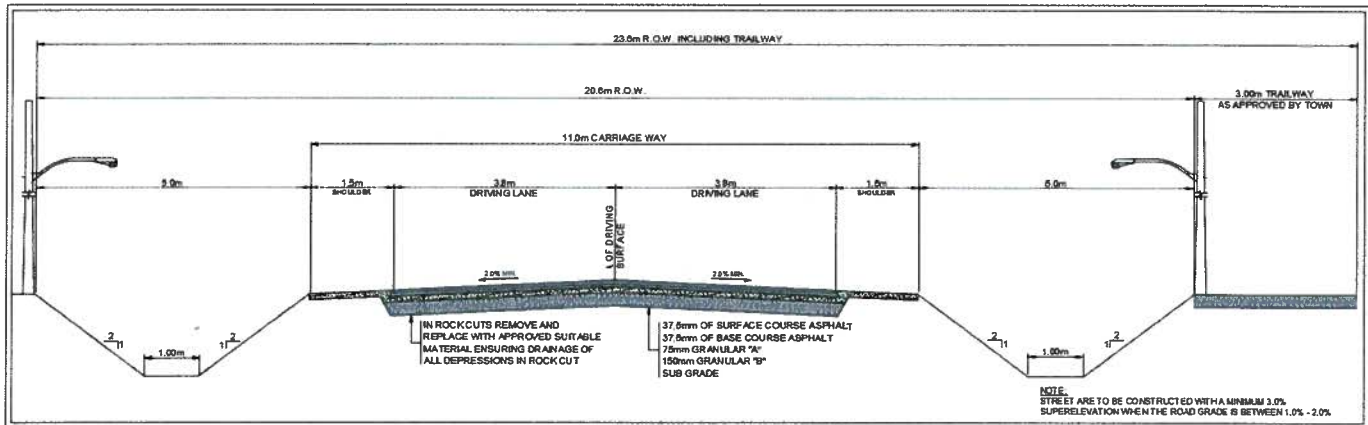 23.6m R.O.W. INCLUDING TRAILWAY
20.6m R.O.W.
3.00m TRAILWAY
AS APPROVED BY TOWN
11.0m CARRIAGE WAY
5.0m
1.5m
SHOULDER
3.8m
DRIVING LANE
3.8m
DRIVING LANE
1.5m
SHOULDER
5.0m
OF DRIVING
SURFACE
2.0% MIN.
2.0% MIN.
2
1
2
1
1.00m
IN ROCKCUTS REMOVE AND
REPLACE WITH APPROVED SUITABLE
MATERIAL ENSURING DRAINAGE OF
ALL DEPRESSIONS IN ROCKCUT
37.5mm OF SURFACE COURSE ASPHALT
37.5mm OF BASE COURSE ASPHALT
75mm GRANULAR "A"
150mm GRANULAR "B"
SUB GRADE
2
1
2
1
1.00m
NOTE:
STREET ARE TO BE CONSTRUCTED WITH A MINIMUM 3.0%
SUPERELEVATION WHEN THE ROAD GRADE IS BETWEEN 1.0% - 2.0%